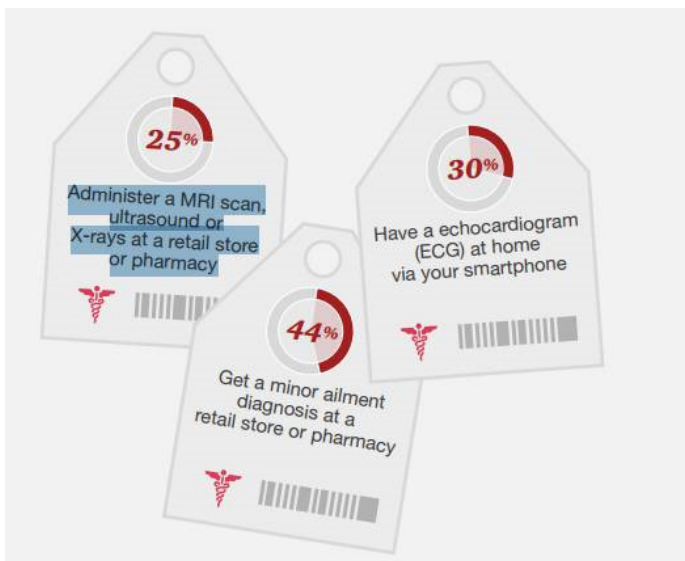 25%
Administer a MRI scan,
ultrasound or
X-rays at a retail store
or pharmacy
30%
Have a echocardiogram
(ECG) at home
via your smartphone
44%
Get a minor ailment
diagnosis at a
retail store or pharmacy